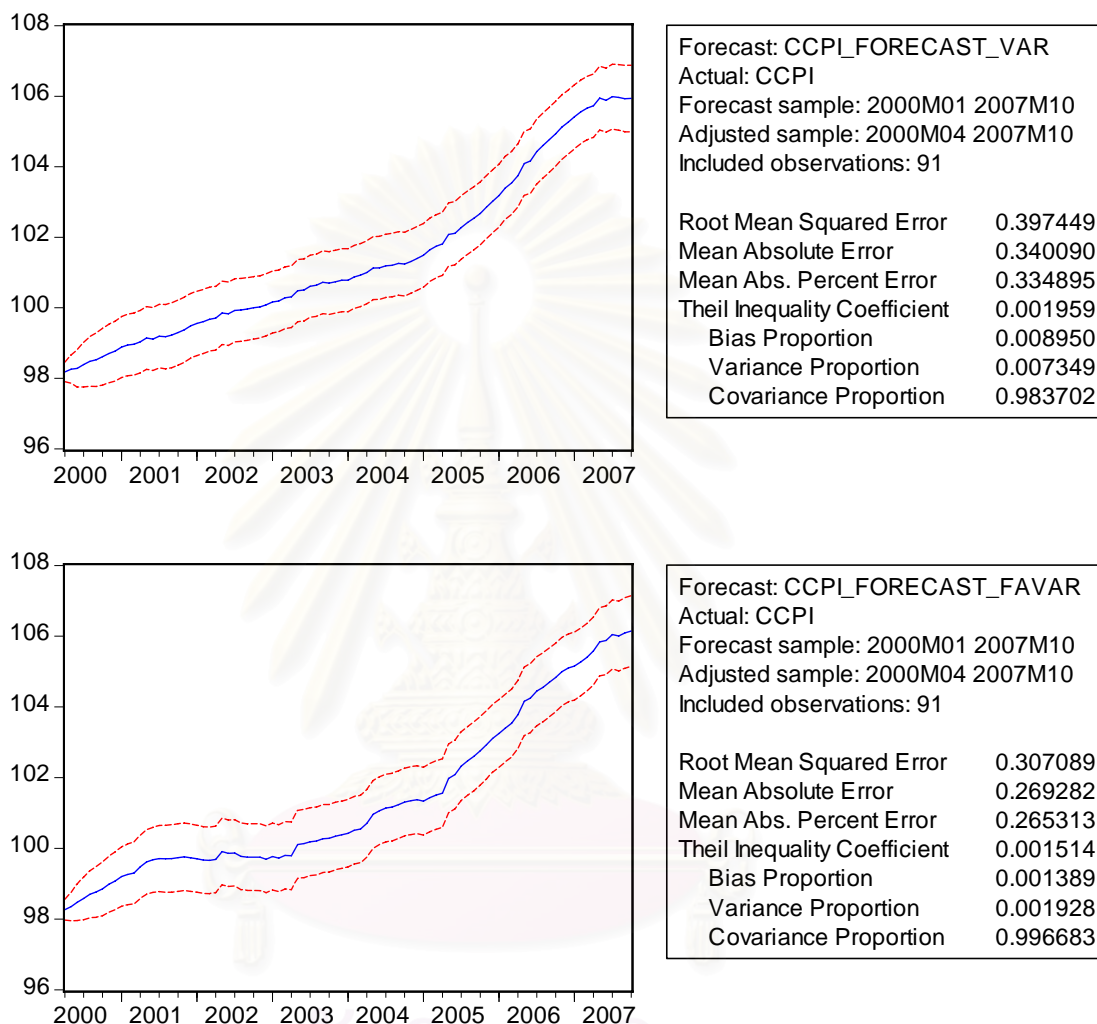 108
106
104
102
100
98
96
2000 2001 2002 2003 2004 2005 2006 2007
Forecast: CCPI_FORECAST_VAR
Actual: CCPI
Forecast sample: 2000M01 2007M10
Adjusted sample: 2000M04 2007M10
Included observations: 91
Root Mean Squared Error 0.397449
Mean Absolute Error 0.340090
Mean Abs. Percent Error 0.334895
Theil Inequality Coefficient 0.001959
Bias Proportion 0.008950
Variance Proportion 0.007349
Covariance Proportion 0.983702
108
106
104
102
100
98
96
2000 2001 2002 2003 2004 2005 2006 2007
Forecast: CCPI_FORECAST_FAVAR
Actual: CCPI
Forecast sample: 2000M01 2007M10
Adjusted sample: 2000M04 2007M10
Included observations: 91
Root Mean Squared Error 0.307089
Mean Absolute Error 0.269282
Mean Abs. Percent Error 0.265313
Theil Inequality Coefficient 0.001514
Bias Proportion 0.001389
Variance Proportion 0.001928
Covariance Proportion 0.996683